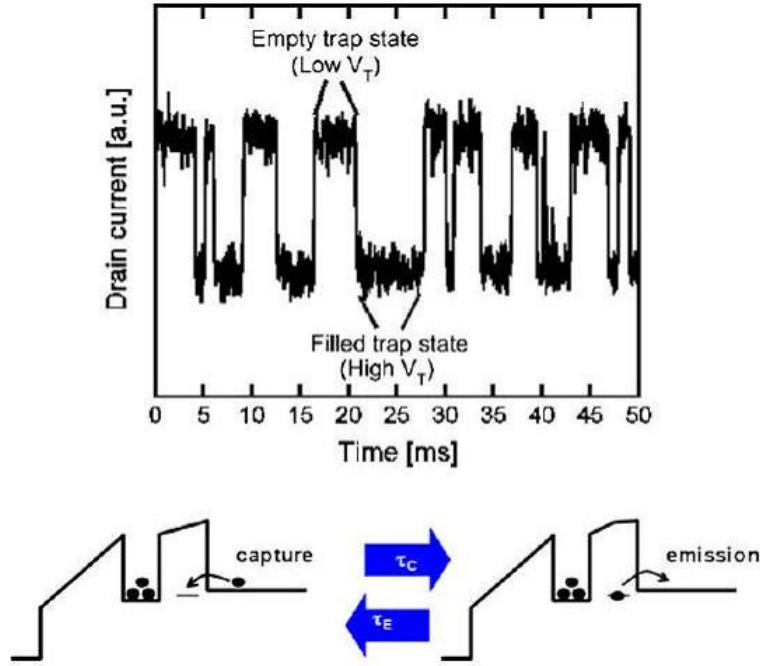 Empty trap state
(Low V_T)
Drain current [a.u.]
Filled trap state
(High V_T)
0 5 10 15 20 25 30 35 40 45 50
Time [ms]
capture
τ_C
emission
τ_E